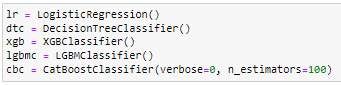 lr = LogisticRegression()
dtc = DecisionTreeClassifier()
xgb = XGBClassifier()
lgbmc = LGBMClassifier()
cbc = CatBoostClassifier(verbose=0, n_estimators=100)